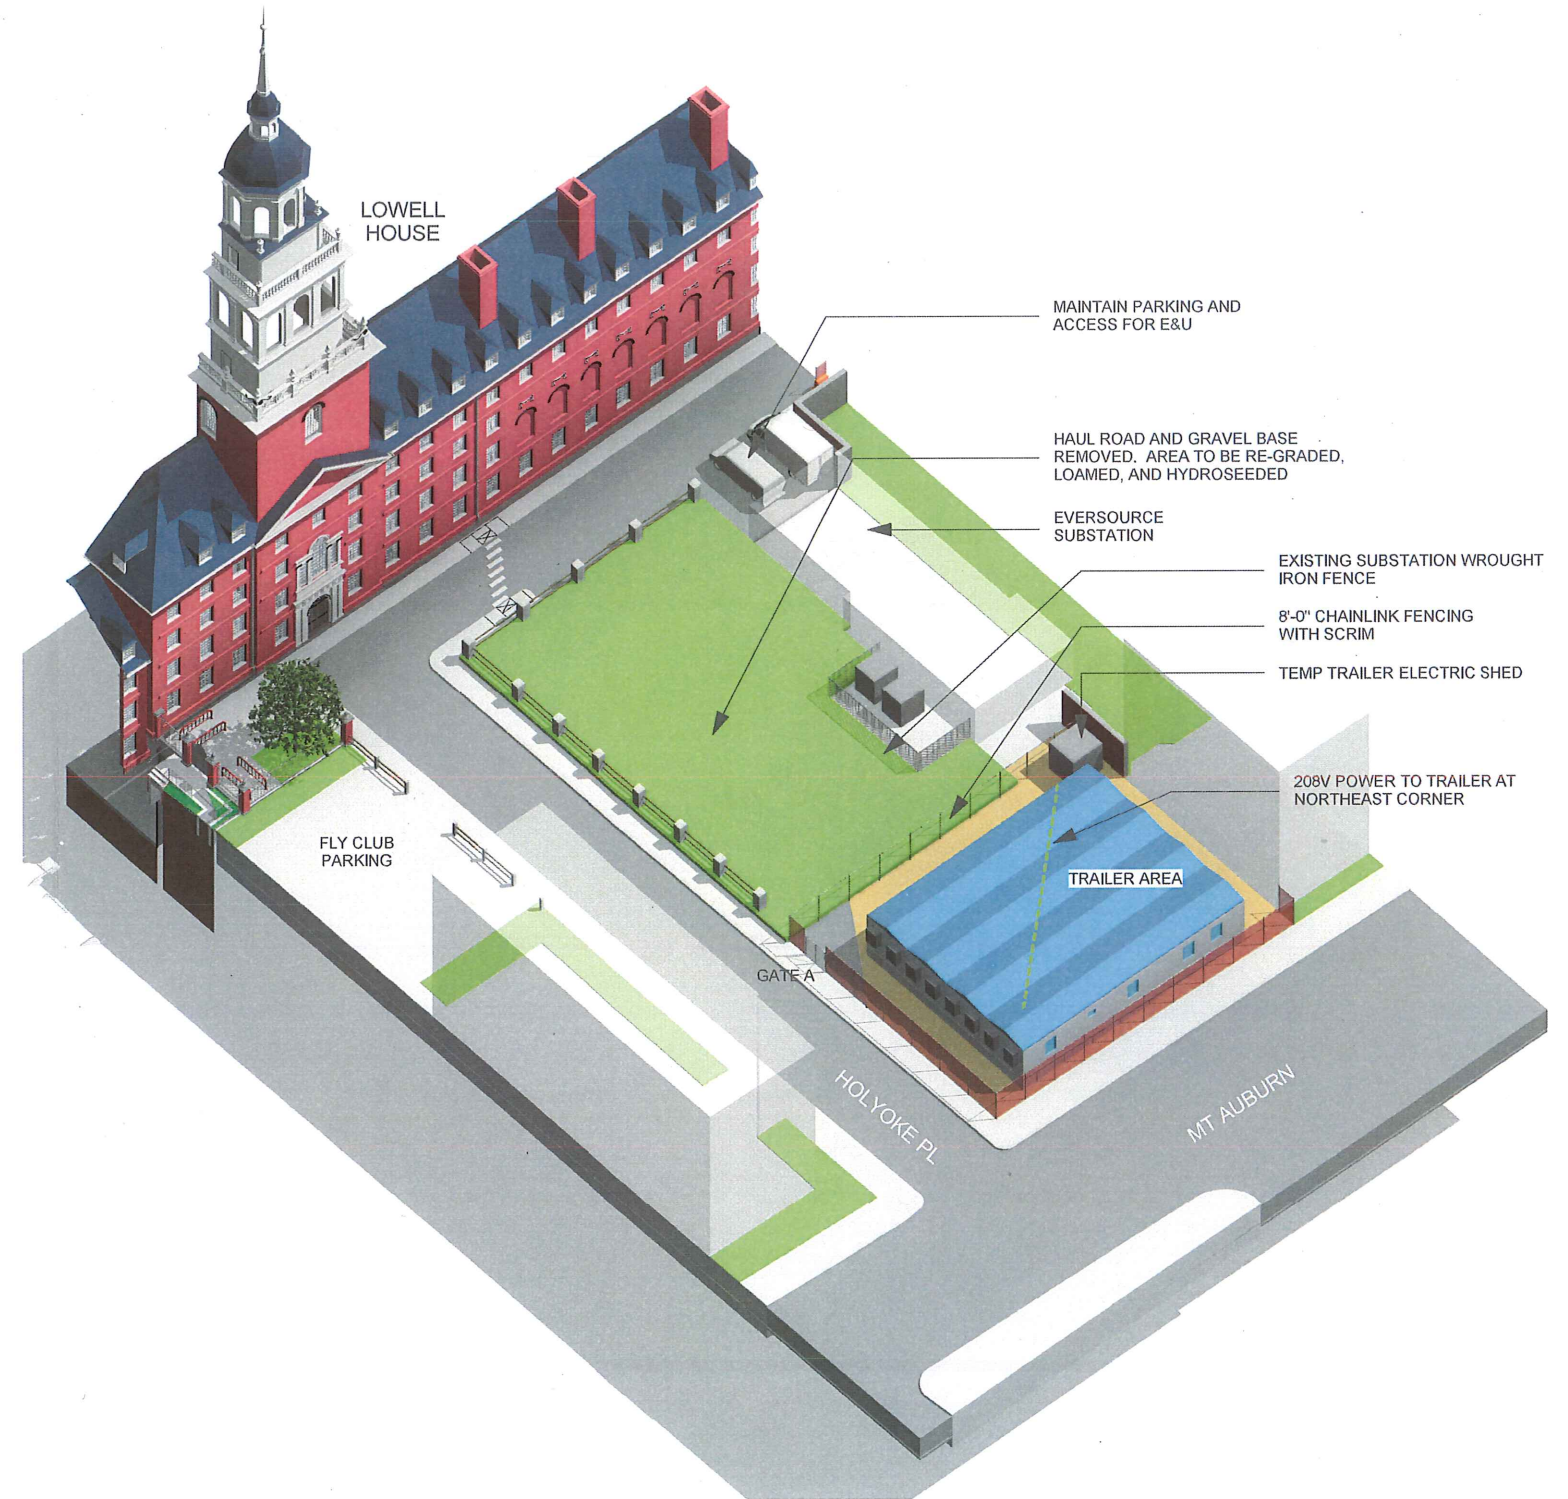 LOWELL
HOUSE
MAINTAIN PARKING AND
ACCESS FOR E&U
HAUL ROAD AND GRAVEL BASE
REMOVED. AREA TO BE RE-GRADED,
LOAMED, AND HYDROSEEDED
EVERSOURCE
SUBSTATION
EXISTING SUBSTATION WROUGHT
IRON FENCE
8'-0" CHAINLINK FENCING
WITH SCRIM
TEMP TRAILER ELECTRIC SHED
208V POWER TO TRAILER AT
NORTHEAST CORNER
FLY CLUB
PARKING
TRAILER AREA
GATE A
HOLYOKE PL
MT AUBURN